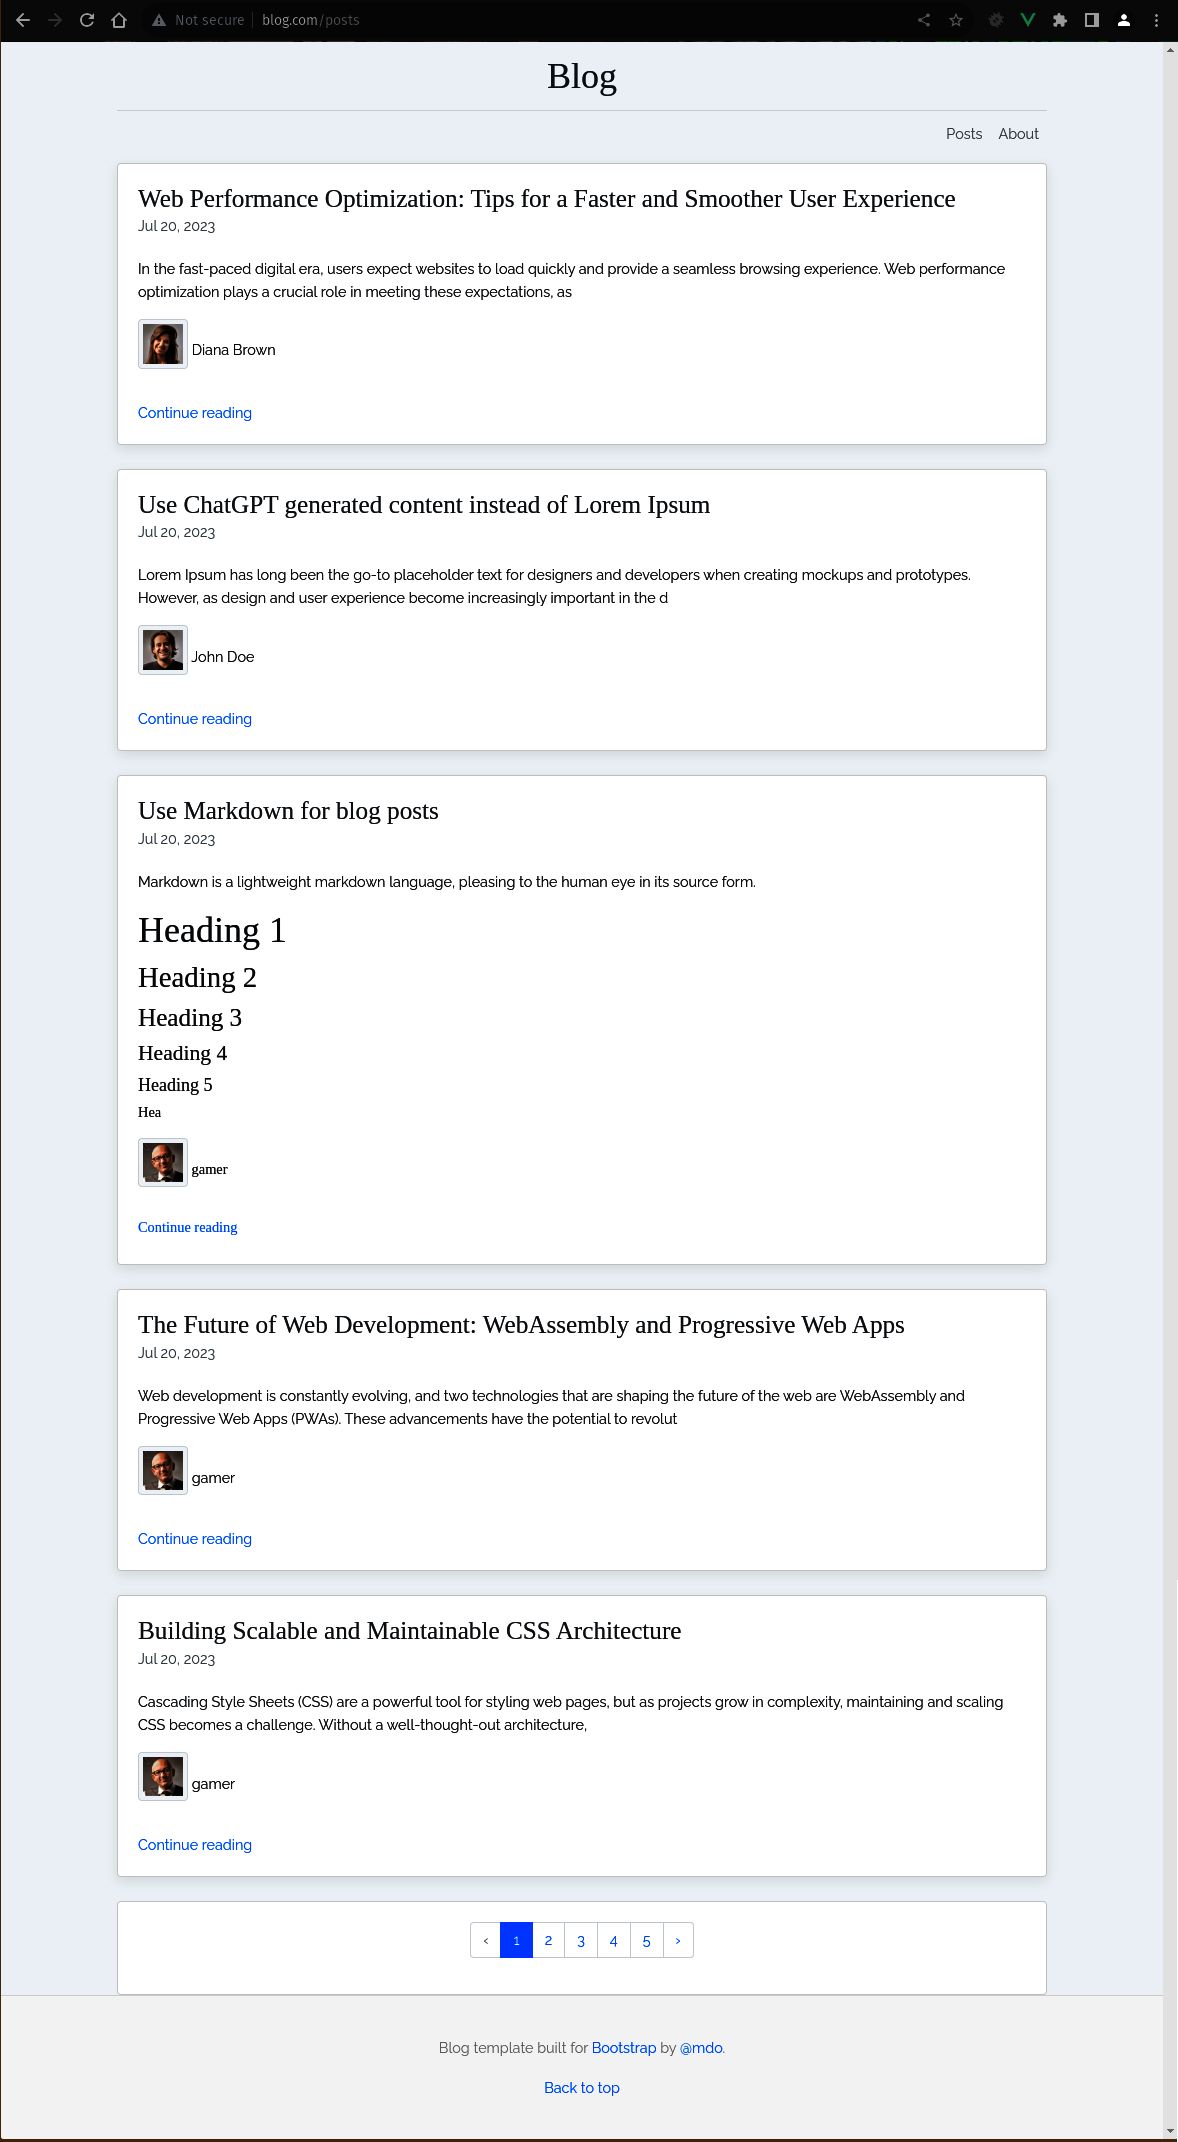 Not secure | blog.com/posts
Blog
Posts About
Web Performance Optimization: Tips for a Faster and Smoother User Experience
Jul 20, 2023
In the fast-paced digital era, users expect websites to load quickly and provide a seamless browsing experience. Web performance
optimization plays a crucial role in meeting these expectations, as
Diana Brown
Continue reading
Use ChatGPT generated content instead of Lorem Ipsum
Jul 20, 2023
Lorem Ipsum has long been the go-to placeholder text for designers and developers when creating mockups and prototypes.
However, as design and user experience become increasingly important in the d
John Doe
Continue reading
Use Markdown for blog posts
Jul 20, 2023
Markdown is a lightweight markdown language, pleasing to the human eye in its source form.
Heading 1
Heading 2
Heading 3
Heading 4
Heading 5
Hea
gamer
Continue reading
The Future of Web Development: WebAssembly and Progressive Web Apps
Jul 20, 2023
Web development is constantly evolving, and two technologies that are shaping the future of the web are WebAssembly and
Progressive Web Apps (PWAs). These advancements have the potential to revolut
gamer
Continue reading
Building Scalable and Maintainable CSS Architecture
Jul 20, 2023
Cascading Style Sheets (CSS) are a powerful tool for styling web pages, but as projects grow in complexity, maintaining and scaling
CSS becomes a challenge. Without a well-thought-out architecture,
gamer
Continue reading
‹ 1 2 3 4 5 ›
Blog template built for Bootstrap by @mdo.
Back to top